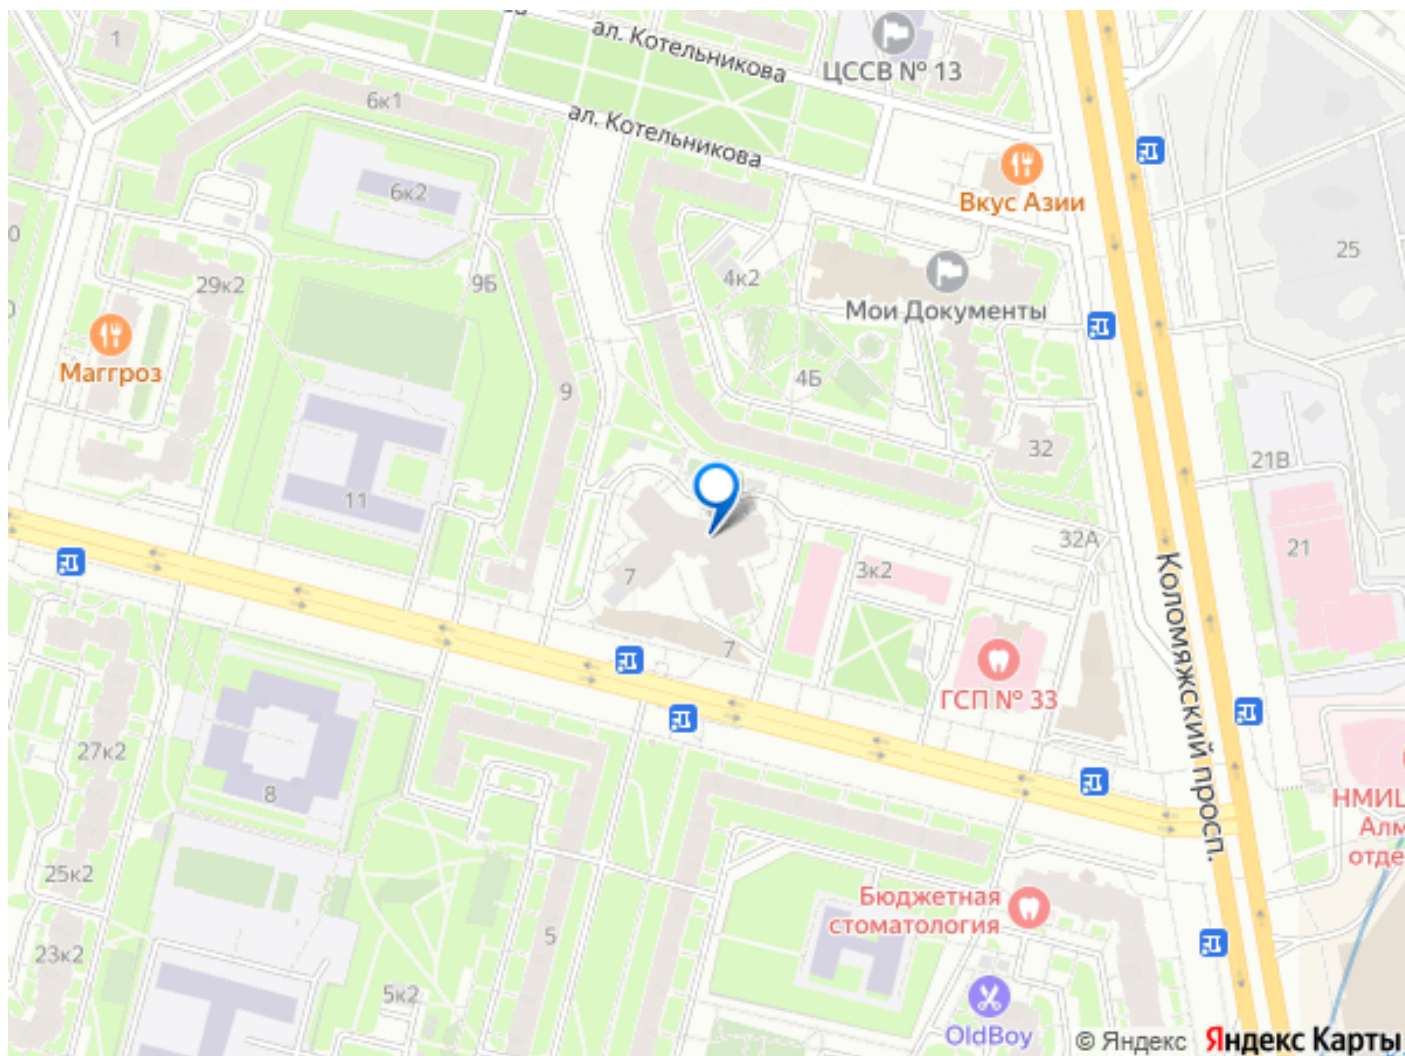 ал. Котельникова
ЦССВ № 13
1
6к1
ал. Котельникова
Вкус Азии
6к2
25
29к2
9Б
4к2
Мои Документы
Маггроз
9
4Б
32
21В
11
32А
21
7
3к2
Коломяжский просп.
7
ГСП № 33
27к2
8
НМИЦ
Алм
отде
25к2
Бюджетная
стоматология
5
23к2
5к2
OldBoy
© Яндекс Яндекс Карты